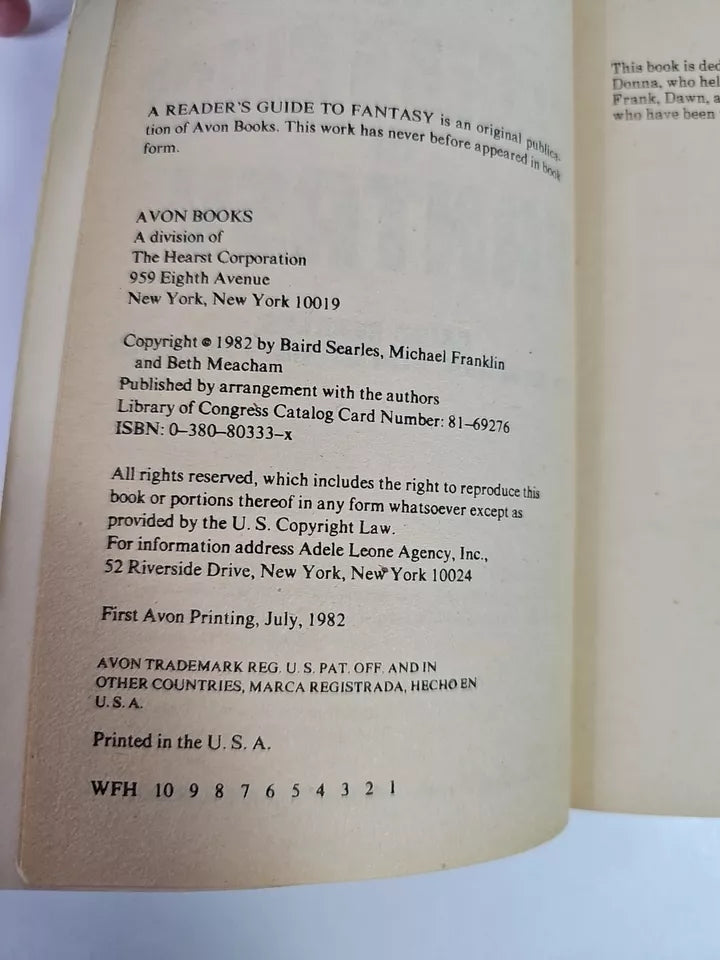 A READER'S GUIDE TO FANTASY is an original publica-
tion of Avon Books. This work has never before appeared in book
form.
AVON BOOKS
A division of
The Hearst Corporation
959 Eighth Avenue
New York, New York 10019
Copyright © 1982 by Baird Searles, Michael Franklin
and Beth Meacham
Published by arrangement with the authors
Library of Congress Catalog Card Number: 81–69276
ISBN: 0–380–80333–x
All rights reserved, which includes the right to reproduce this
book or portions thereof in any form whatsoever except as
provided by the U. S. Copyright Law.
For information address Adele Leone Agency, Inc.,
52 Riverside Drive, New York, New York 10024
First Avon Printing, July, 1982
AVON TRADEMARK REG. U. S. PAT. OFF. AND IN
OTHER COUNTRIES, MARCA REGISTRADA, HECHO EN
U. S. A.
Printed in the U. S. A.
WFH 10 9 8 7 6 5 4 3 2 1
This book is ded
Donna, who hel
Frank, Dawn, a
who have been